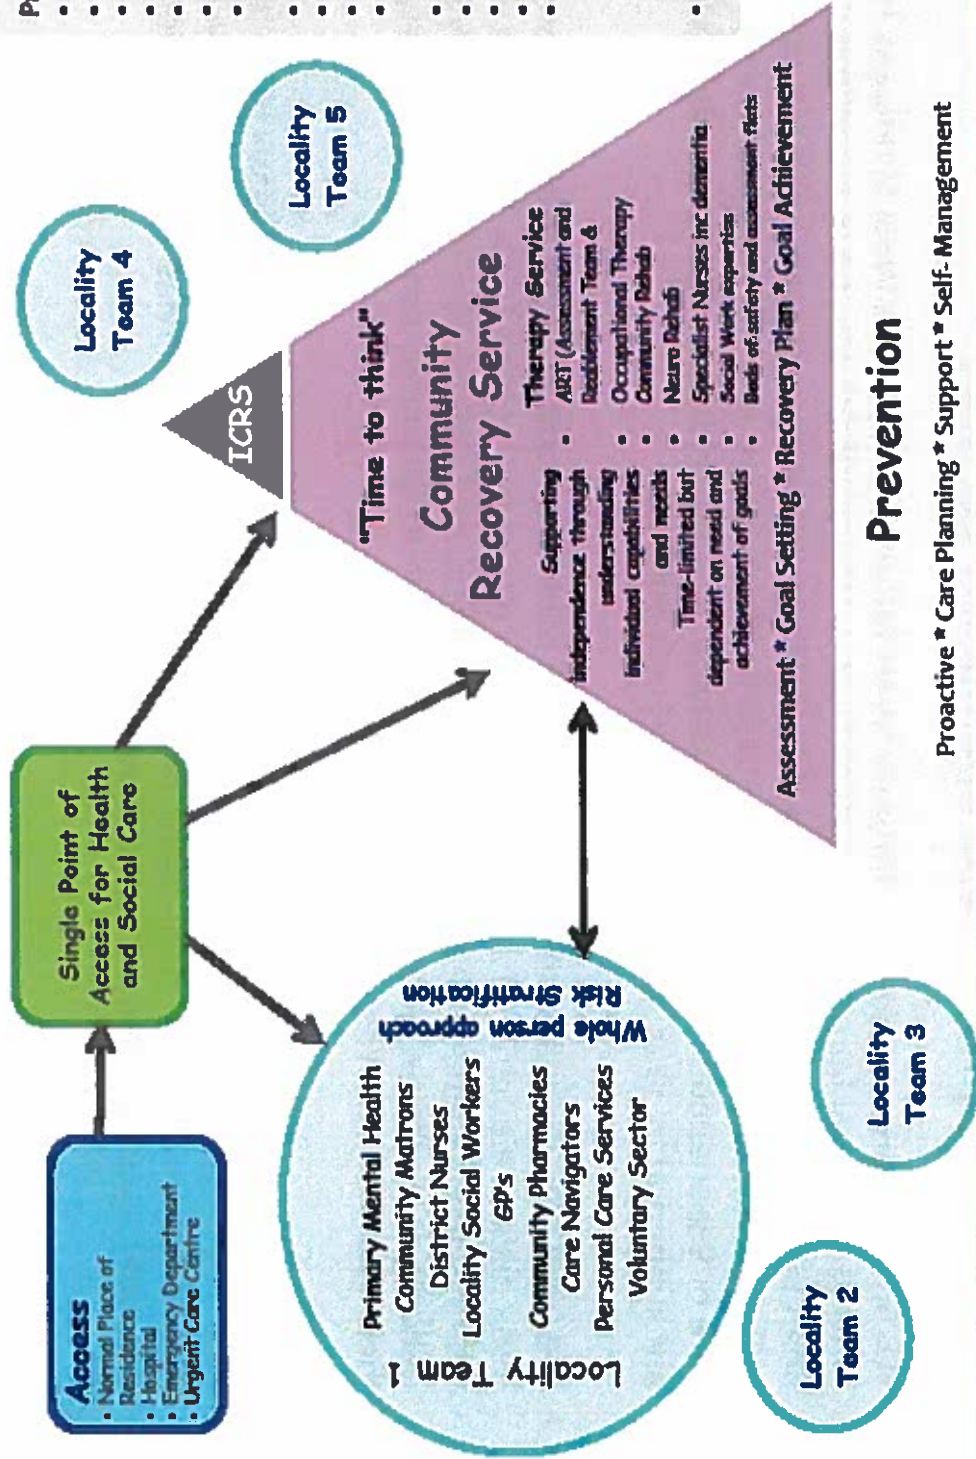 Access
• Normal Place of
Residence
• Hospital
• Emergency Department
• Urgent Care Centre
Single Point of
Access for Health
and Social Care
Locality
Team 4
Locality
Team 5
Locality Team 1
Primary Mental Health
Community Matrons
District Nurses
Locality Social Workers
GP's
Community Pharmacies
Care Navigators
Personal Care Services
Voluntary Sector
Whole person approach
Risk Stratification
Locality
Team 2
Locality
Team 3
ICRS
"Time to think"
Community
Recovery Service
Supporting
independence through
understanding
individual capabilities
and needs
Time-limited but
dependent on need and
achievement of goals
Therapy Service
• ART (Assessment and
Reablement Team &
• Occupational Therapy
• Community Rehab
• Neuro Rehab
• Specialist Nurses inc dementia
• Social Work expertise
• Beds of safety and assessment flats
Assessment * Goal Setting * Recovery Plan * Goal Achievement
Prevention
Proactive * Care Planning * Support * Self- Management